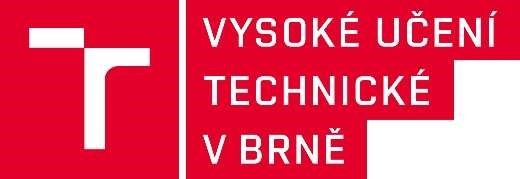 VYSOKÉ UČENÍ
TECHNICKÉ
V BRNĚ